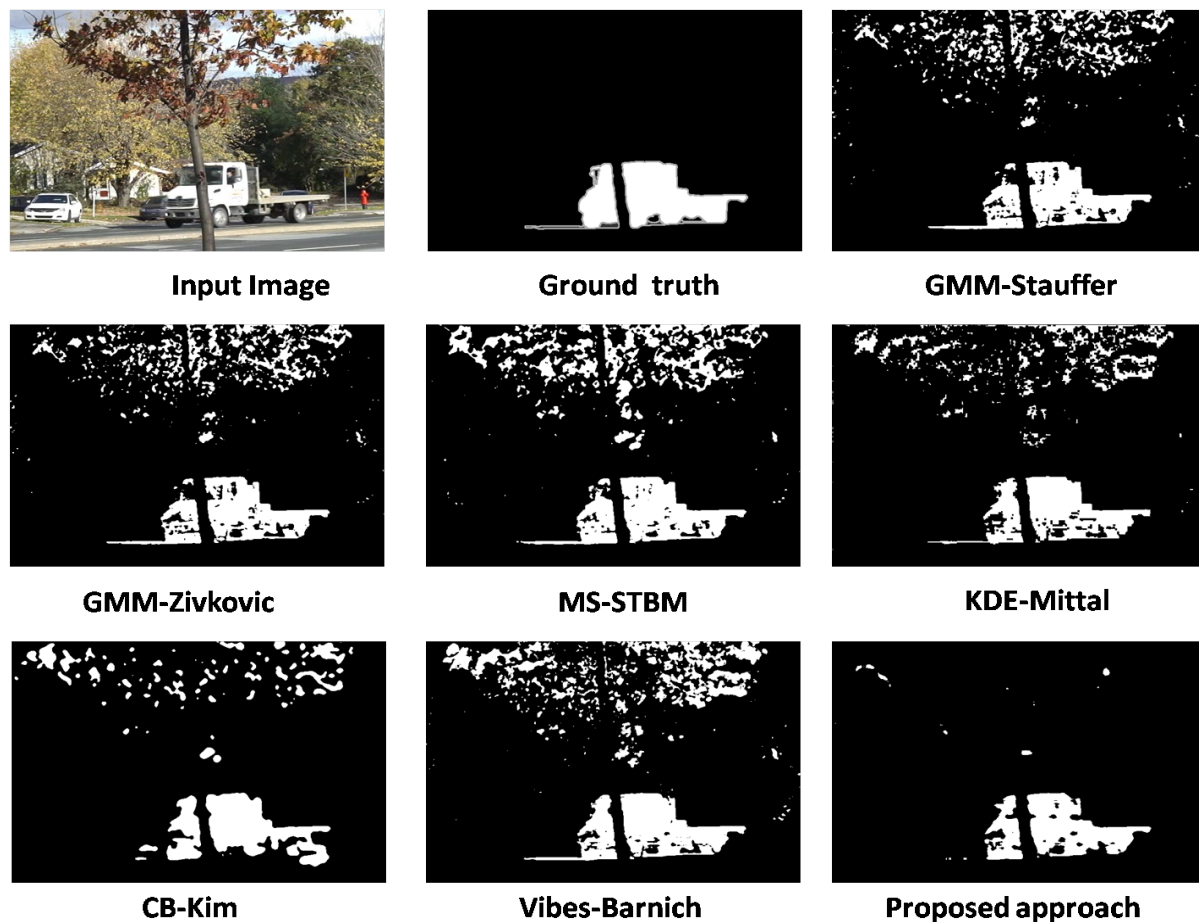 Input Image
Ground truth
GMM-Stauffer
GMM-Zivkovic
MS-STBM
KDE-Mittal
CB-Kim
Vibes-Barnich
Proposed approach